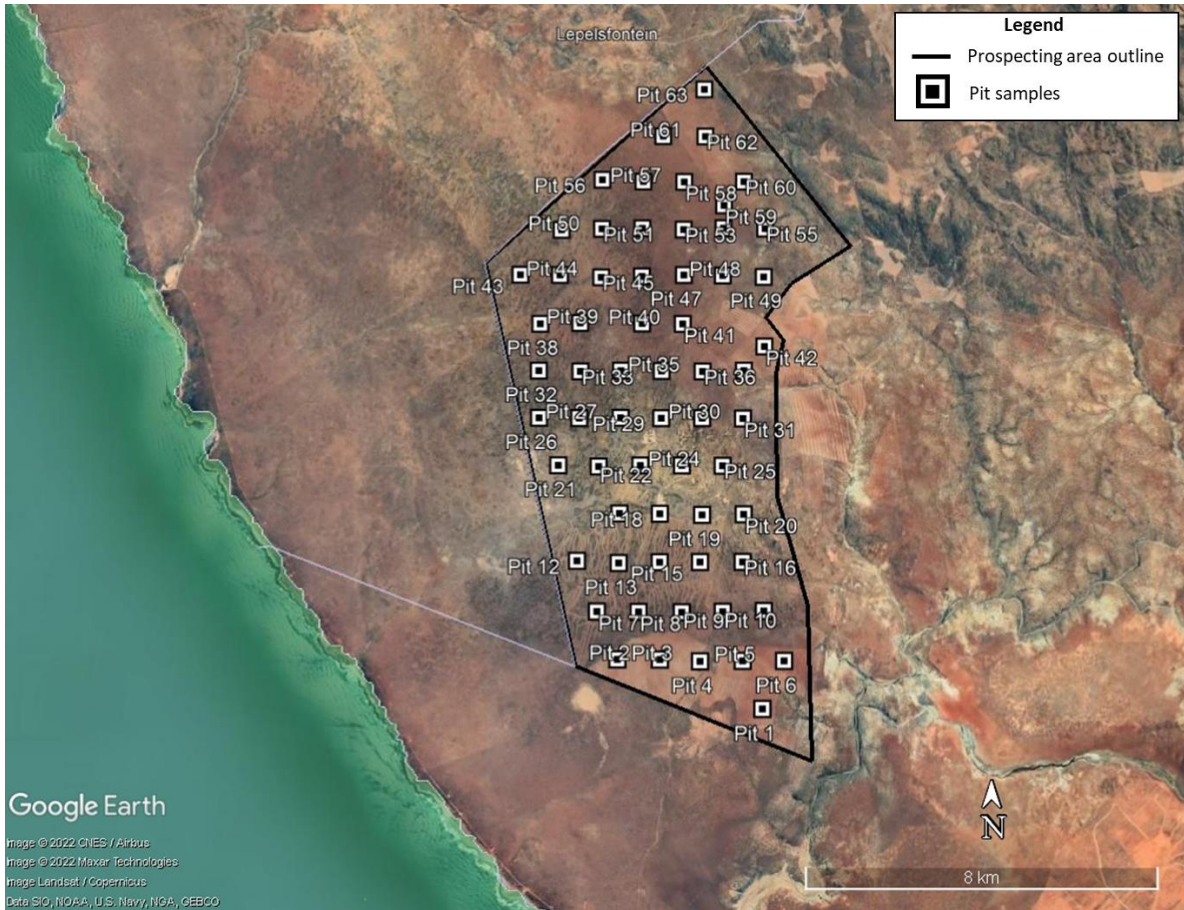 Lepelsfontein
Legend
Prospecting area outline
Pit samples
Pit 63
Pit 61
Pit 62
Pit 56
Pit 57
Pit 58
Pit 60
Pit 59
Pit 50
Pit 51
Pit 53
Pit 55
Pit 43
Pit 44
Pit 45
Pit 48
Pit 47
Pit 49
Pit 39
Pit 40
Pit 41
Pit 38
Pit 42
Pit 33
Pit 35
Pit 36
Pit 32
Pit 27
Pit 29
Pit 30
Pit 31
Pit 26
Pit 24
Pit 22
Pit 25
Pit 21
Pit 18
Pit 19
Pit 20
Pit 12
Pit 13
Pit 15
Pit 16
Pit 7
Pit 8
Pit 9
Pit 10
Pit 2
Pit 3
Pit 4
Pit 5
Pit 6
Pit 1
N
8 km
Google Earth
Image © 2022 CNES / Airbus
Image © 2022 Maxar Technologies
Image Landsat / Copernicus
Data SIO, NOAA, U.S. Navy, NGA, GEBCO